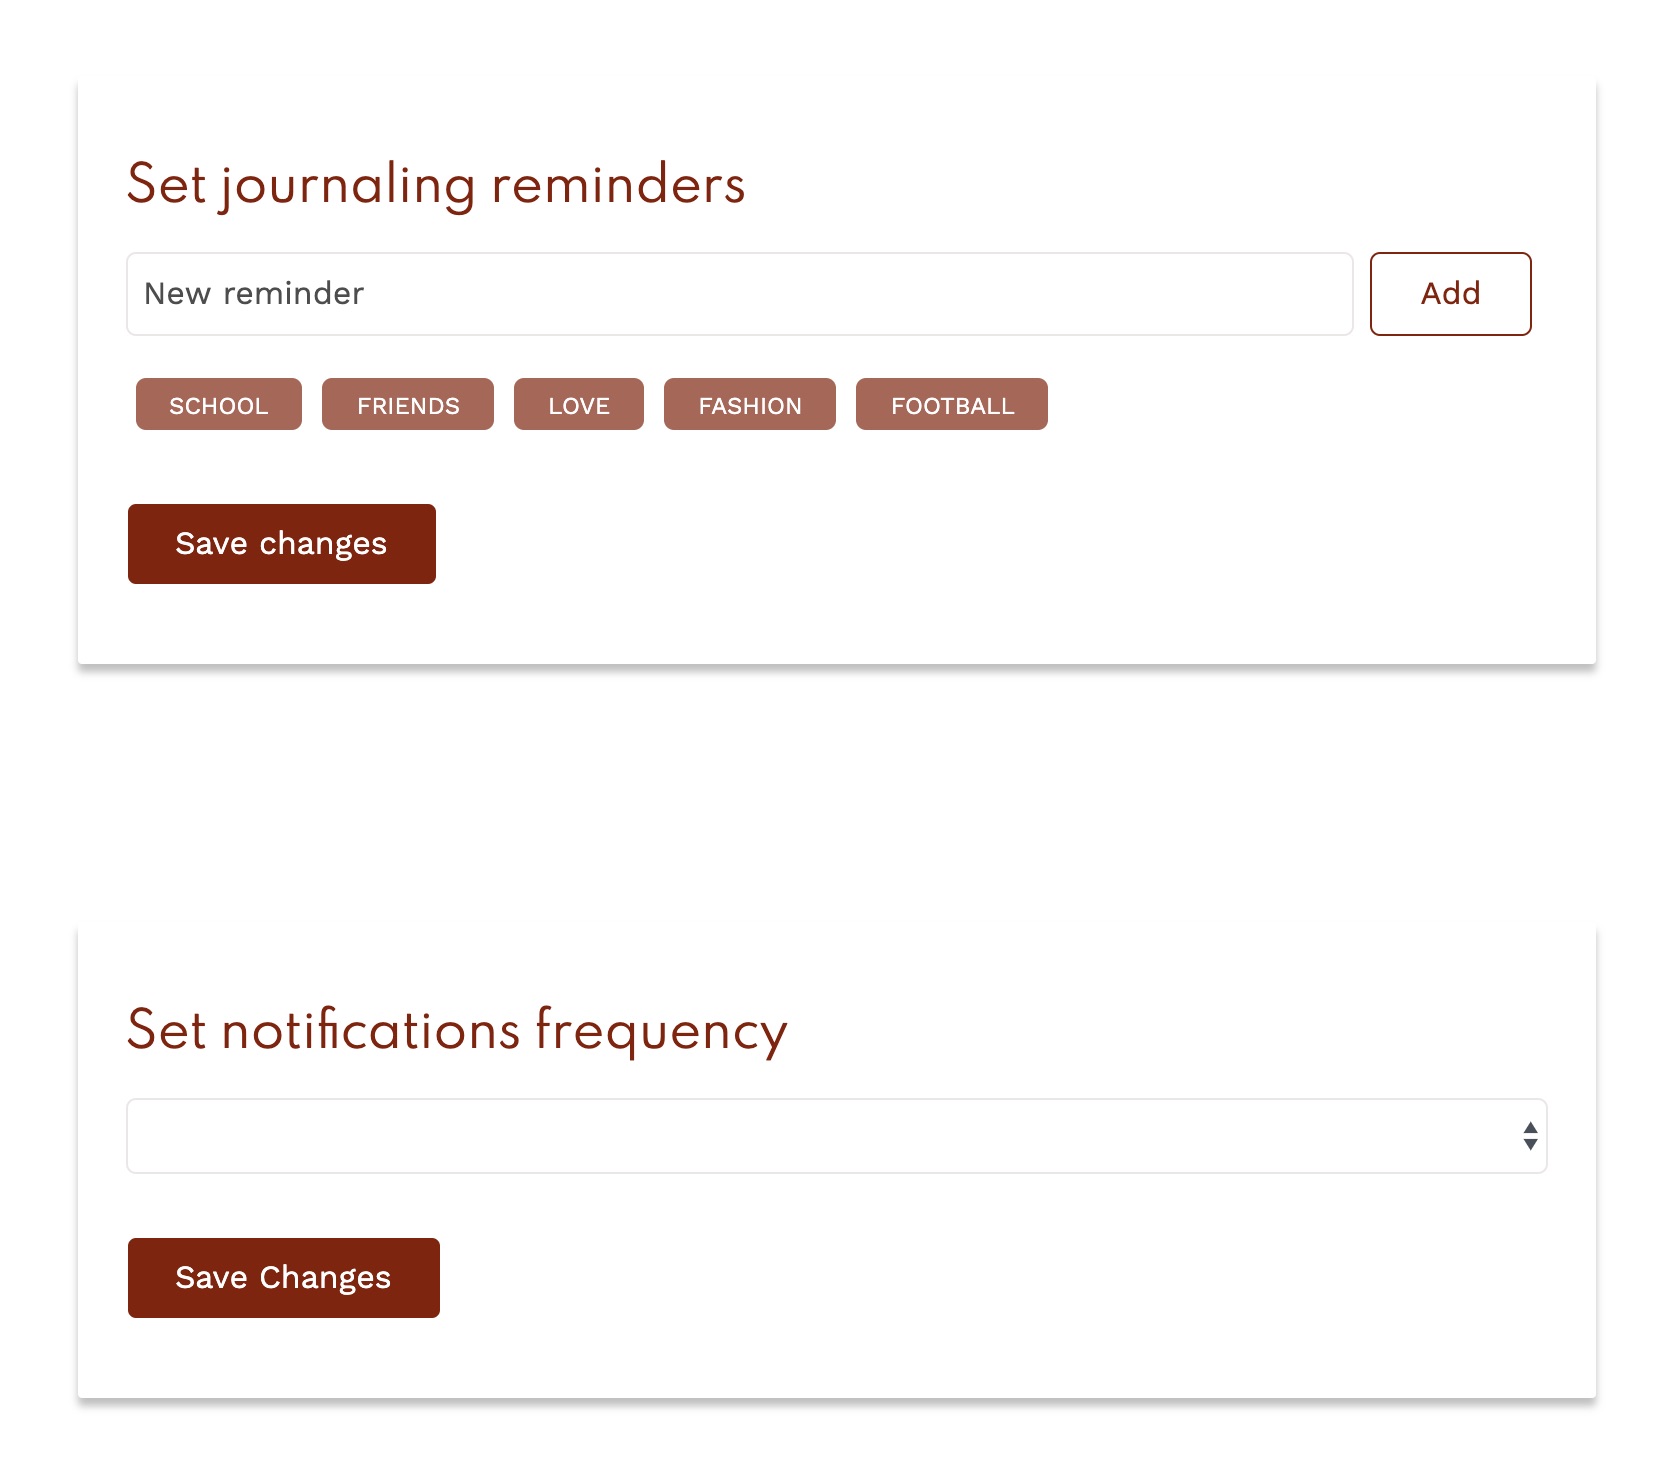 Set journaling reminders
New reminder Add
SCHOOL FRIENDS LOVE FASHION FOOTBALL
Save changes
Set notifications frequency
Save Changes